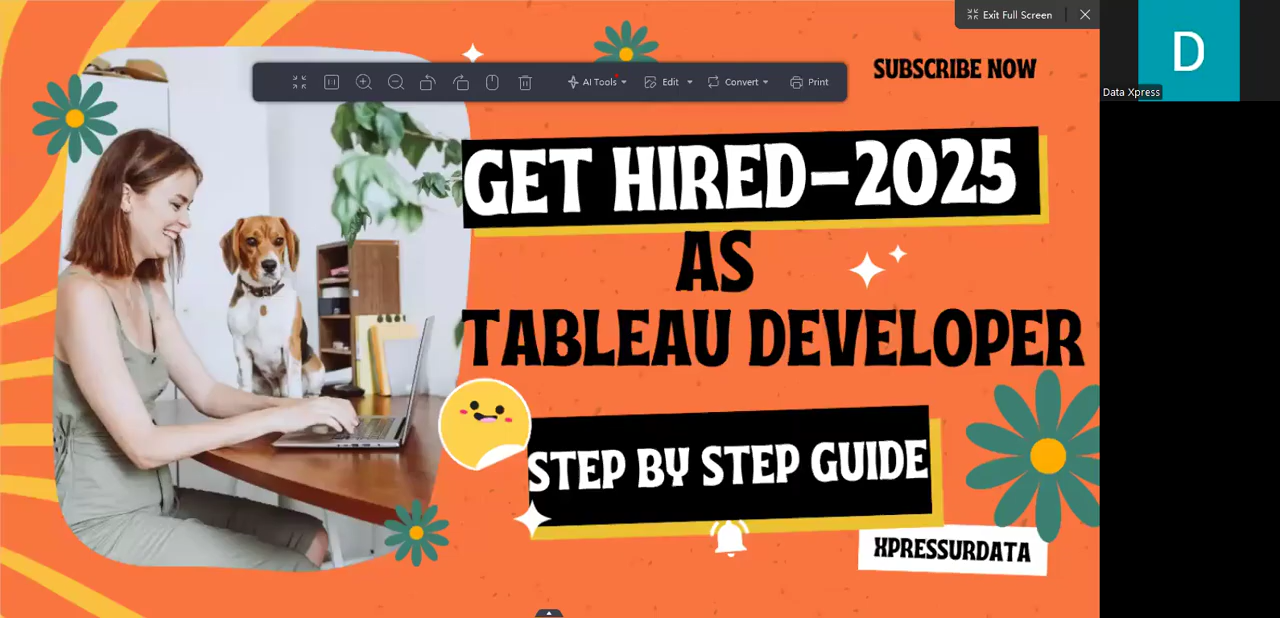 Exit Full Screen
D
Data Xpress
SUBSCRIBE NOW
AI Tools
Edit
Convert
Print
GET HIRED-2025
AS
TABLEAU DEVELOPER
STEP BY STEP GUIDE
XPRESSURDATA